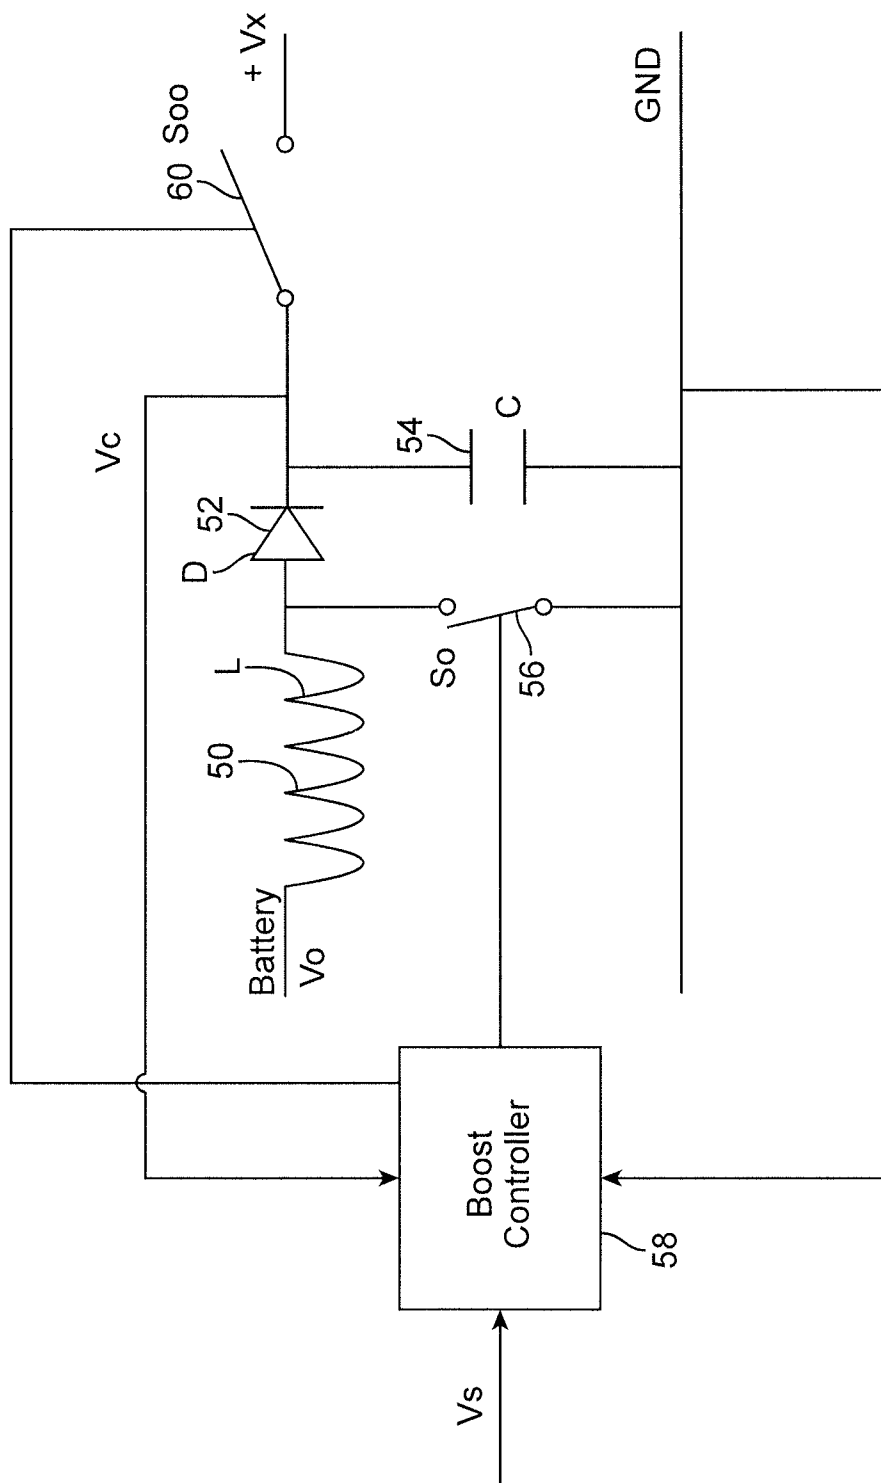 Vs
Boost
Controller
58
Battery
Vo
50
L
D
52
Vc
So
56
54
C
60
Soo
+ Vx
GND